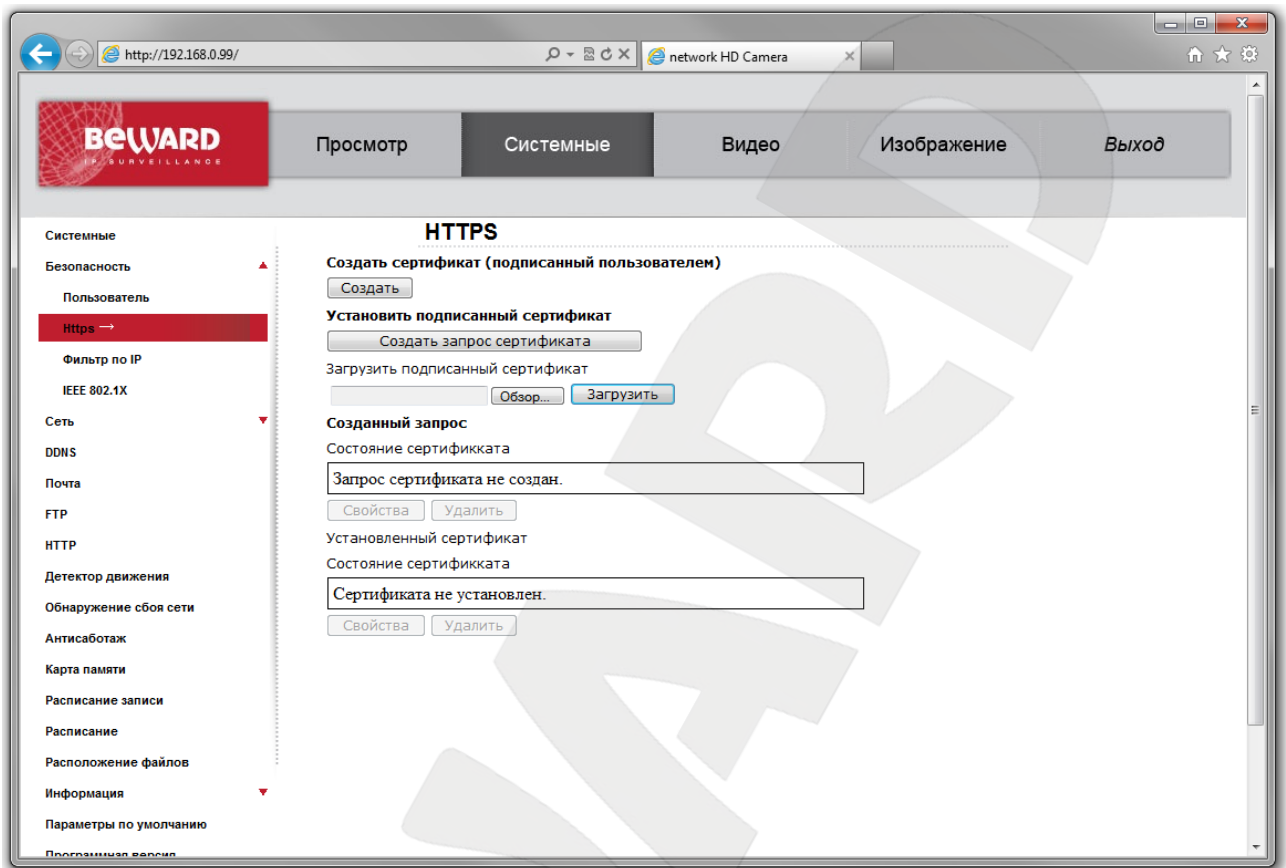 http://192.168.0.99/
network HD Camera
BEWARD
IP SURVEILLANCE
Просмотр
Системные
Видео
Изображение
Выход
Системные
Безопасность
Пользователь
Https →
Фильтр по IP
IEEE 802.1X
Сеть
DDNS
Почта
FTP
HTTP
Детектор движения
Обнаружение сбоя сети
Антисаботаж
Карта памяти
Расписание записи
Расписание
Расположение файлов
Информация
Параметры по умолчанию
Программная версия
HTTPS
Создать сертификат (подписанный пользователем)
Создать
Установить подписанный сертификат
Создать запрос сертификата
Загрузить подписанный сертификат
Обзор... Загрузить
Созданный запрос
Состояние сертификката
Запрос сертификата не создан.
Свойства Удалить
Установленный сертификат
Состояние сертификката
Сертификата не установлен.
Свойства Удалить